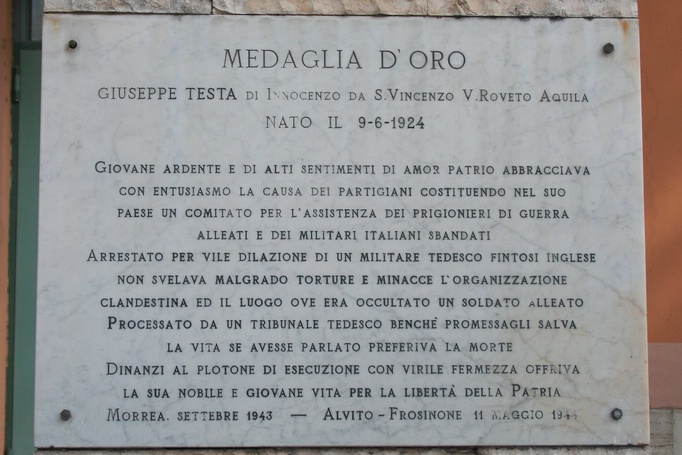 MEDAGLIA D'ORO
GIUSEPPE TESTA DI INNOCENZO DA S.VINCENZO V.ROVETO AQUILA
NATO IL 9-6-1924
GIOVANE ARDENTE E DI ALTI SENTIMENTI DI AMOR PATRIO ABBRACCIAVA
CON ENTUSIASMO LA CAUSA DEI PARTIGIANI COSTITUENDO NEL SUO
PAESE UN COMITATO PER L'ASSISTENZA DEI PRIGIONIERI DI GUERRA
ALLEATI E DEI MILITARI ITALIANI SBANDATI
ARRESTATO PER VILE DILAZIONE DI UN MILITARE TEDESCO FINTOSI INGLESE
NON SVELAVA MALGRADO TORTURE E MINACCE L'ORGANIZZAZIONE
CLANDESTINA ED IL LUOGO OVE ERA OCCULTATO UN SOLDATO ALLEATO
PROCESSATO DA UN TRIBUNALE TEDESCO BENCHÈ PROMESSAGLI SALVA
LA VITA SE AVESSE PARLATO PREFERIVA LA MORTE
DINANZI AL PLOTONE DI ESECUZIONE CON VIRILE FERMEZZA OFFRIVA
LA SUA NOBILE E GIOVANE VITA PER LA LIBERTÀ DELLA PATRIA
MORREA. SETTEBRE 1943 — ALVITO-FROSINONE 11 MAGGIO 1944